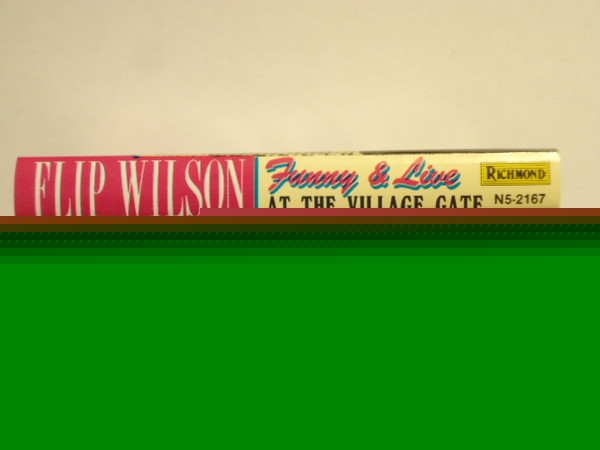 FLIP WILSON
Funny & Live
AT THE VILLAGE GATE
RICHMOND
N5-2167